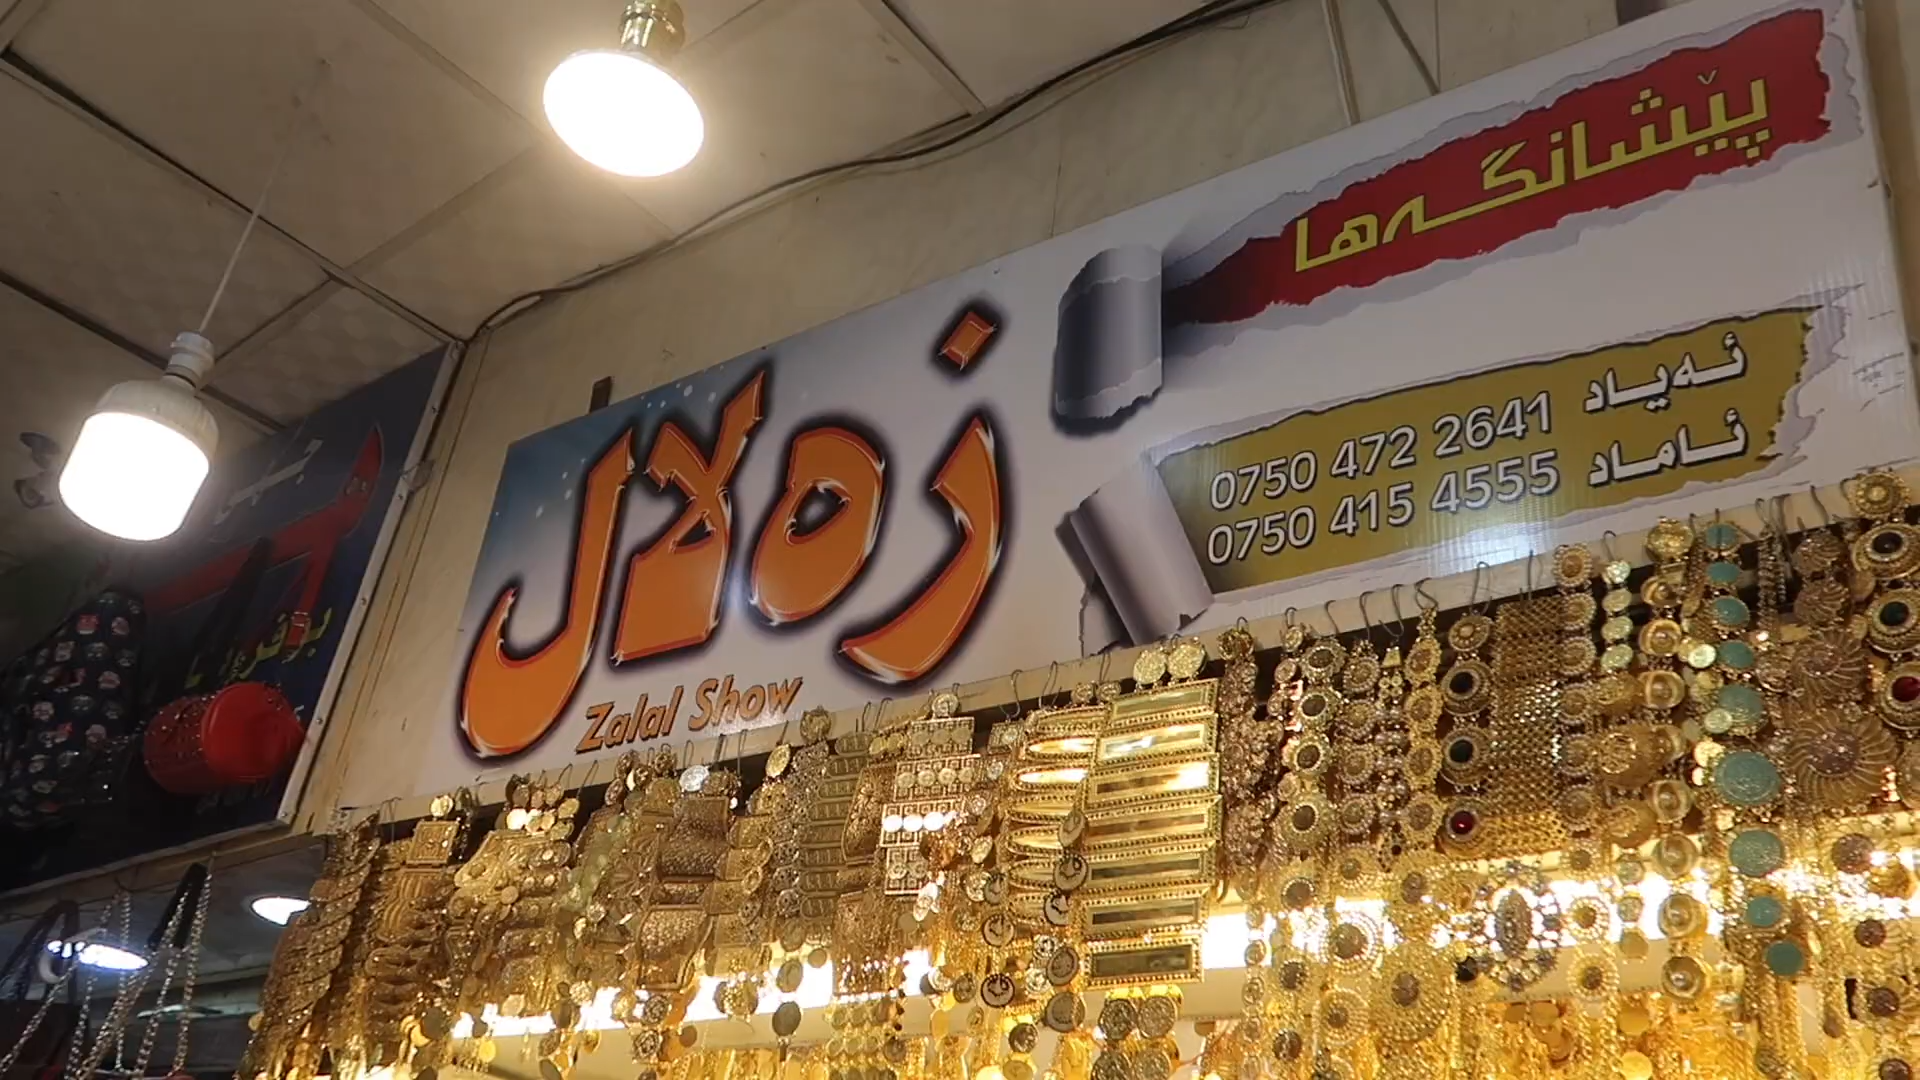 پێشانگەها
زەلال
Zalal Show
ئەیاد 0750 472 2641
ئاماد 0750 415 4555